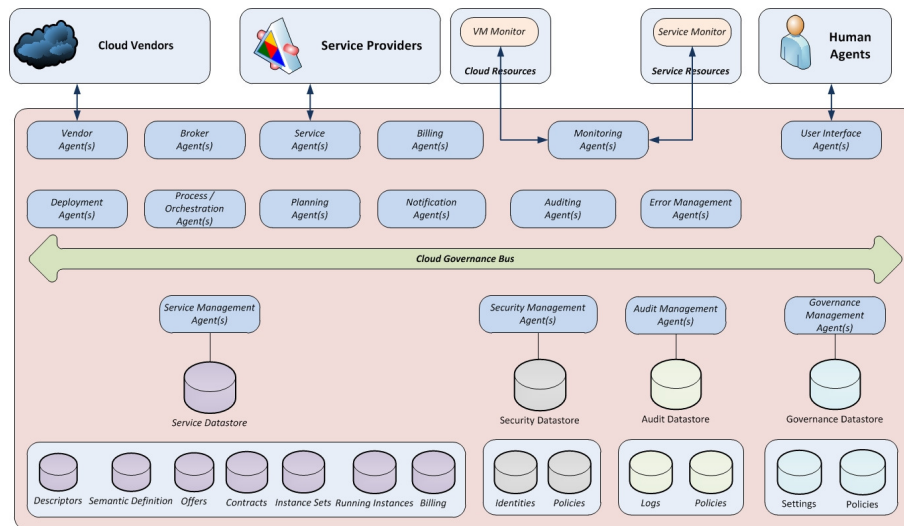 Cloud Vendors
Service Providers
VM Monitor
Cloud Resources
Service Monitor
Service Resources
Human
Agents
Vendor
Agent(s)
Broker
Agent(s)
Service
Agent(s)
Billing
Agent(s)
Monitoring
Agent(s)
User Interface
Agent(s)
Deployment
Agent(s)
Process /
Orchestration
Agent(s)
Planning
Agent(s)
Notification
Agent(s)
Auditing
Agent(s)
Error Management
Agent(s)
Cloud Governance Bus
Service Management
Agent(s)
Security Management
Agent(s)
Audit Management
Agent(s)
Governance
Management
Agent(s)
Service Datastore
Security Datastore
Audit Datastore
Governance Datastore
Descriptors
Semantic Definition
Offers
Contracts
Instance Sets
Running Instances
Billing
Identities
Policies
Logs
Policies
Settings
Policies